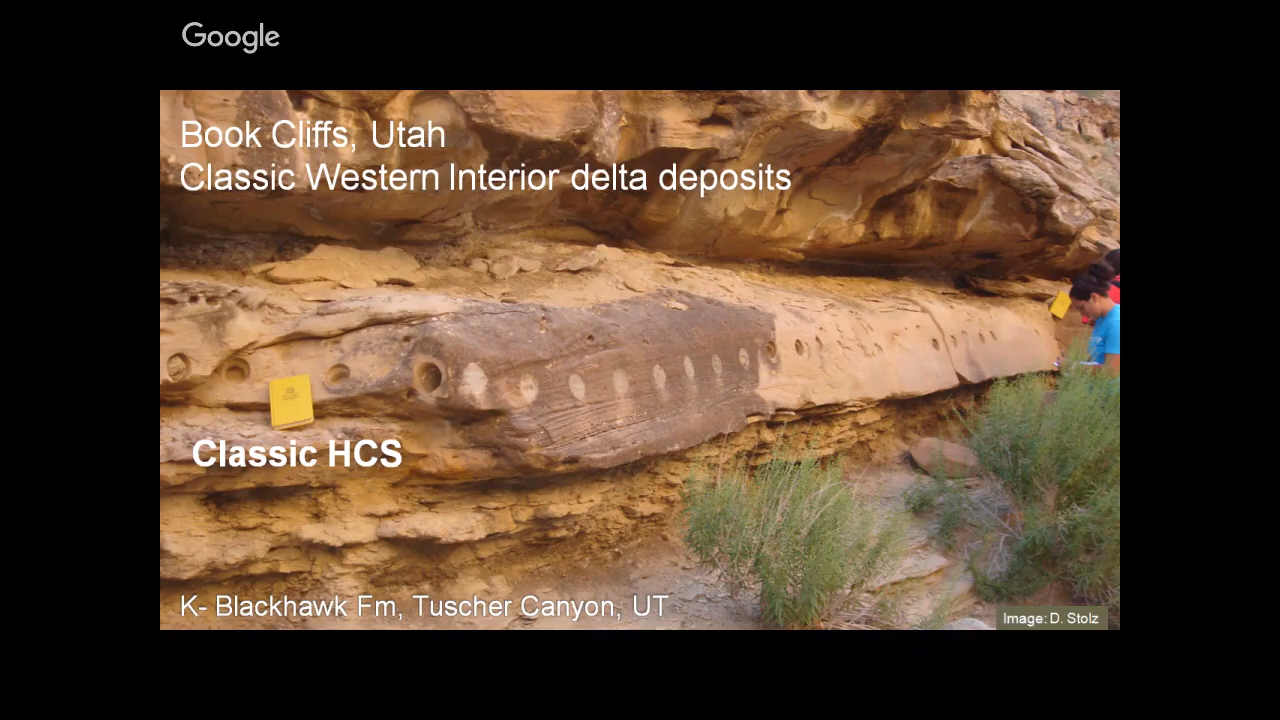 Google
Book Cliffs, Utah
Classic Western Interior delta deposits
Classic HCS
K- Blackhawk Fm, Tuscher Canyon, UT
Image: D. Stolz